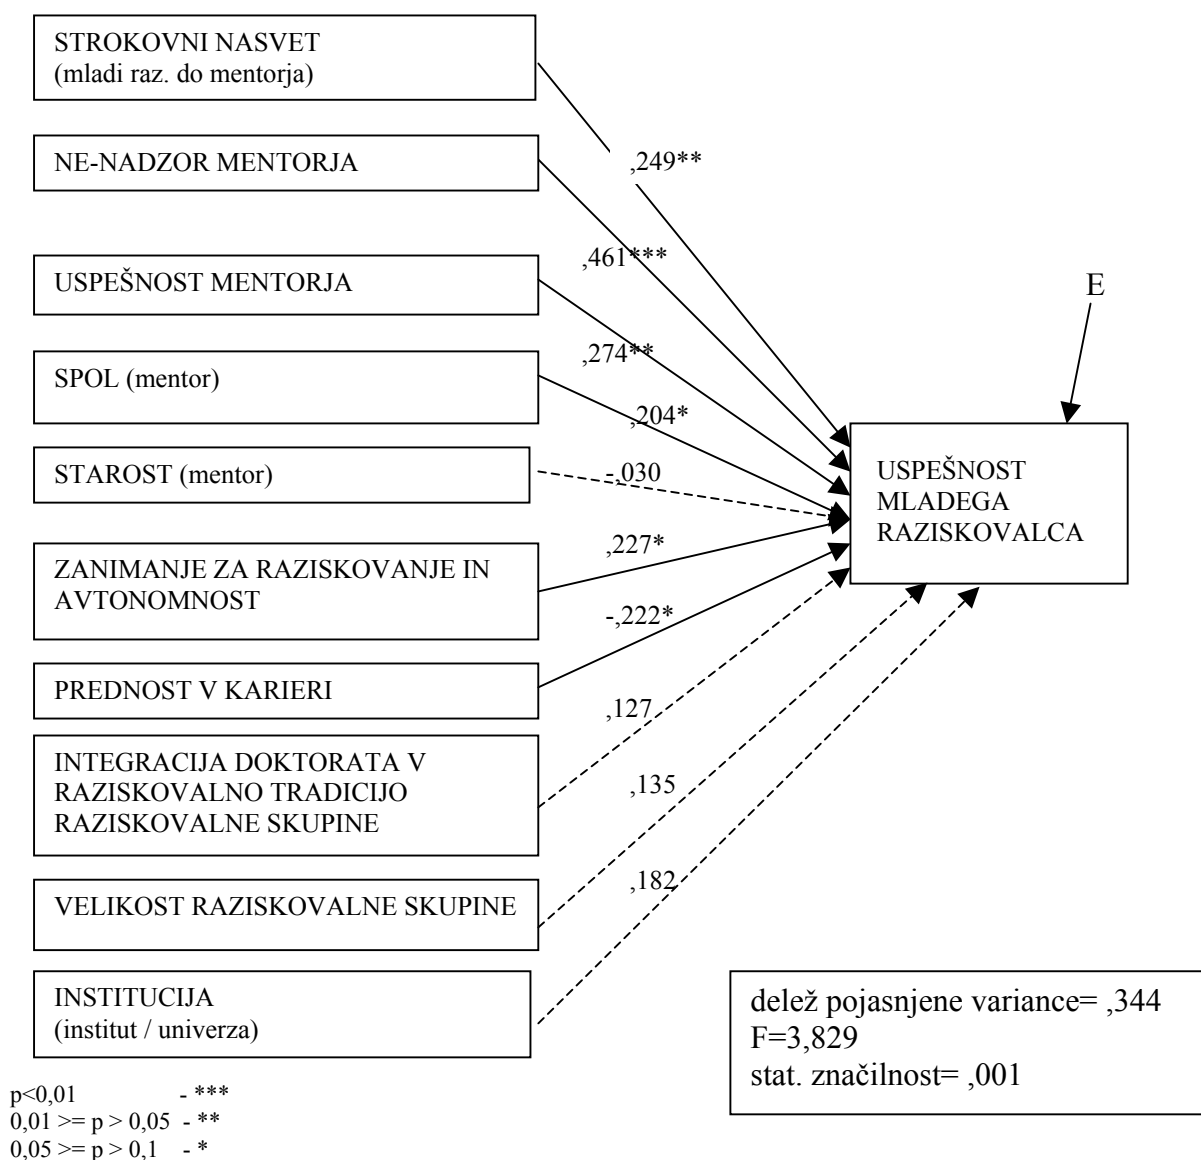 STROKOVNI NASVET
(mladi raz. do mentorja)
,249**
NE-NADZOR MENTORJA
,461***
USPEŠNOST MENTORJA
E
,274**
SPOL (mentor)
,204*
STAROST (mentor)
-,030
USPEŠNOST
MLADEGA
RAZISKOVALCA
ZANIMANJE ZA RAZISKOVANJE IN
AVTONOMNOST
,227*
-,222*
PREDNOST V KARIERI
,127
INTEGRACIJA DOKTORATA V
RAZISKOVALNO TRADICIJO
RAZISKOVALNE SKUPINE
,135
VELIKOST RAZISKOVALNE SKUPINE
,182
INSTITUCIJA
(institut / univerza)
delež pojasnjene variance= ,344
F=3,829
stat. značilnost= ,001
p<0,01 - ***
0,01 >= p > 0,05 - **
0,05 >= p > 0,1 - *